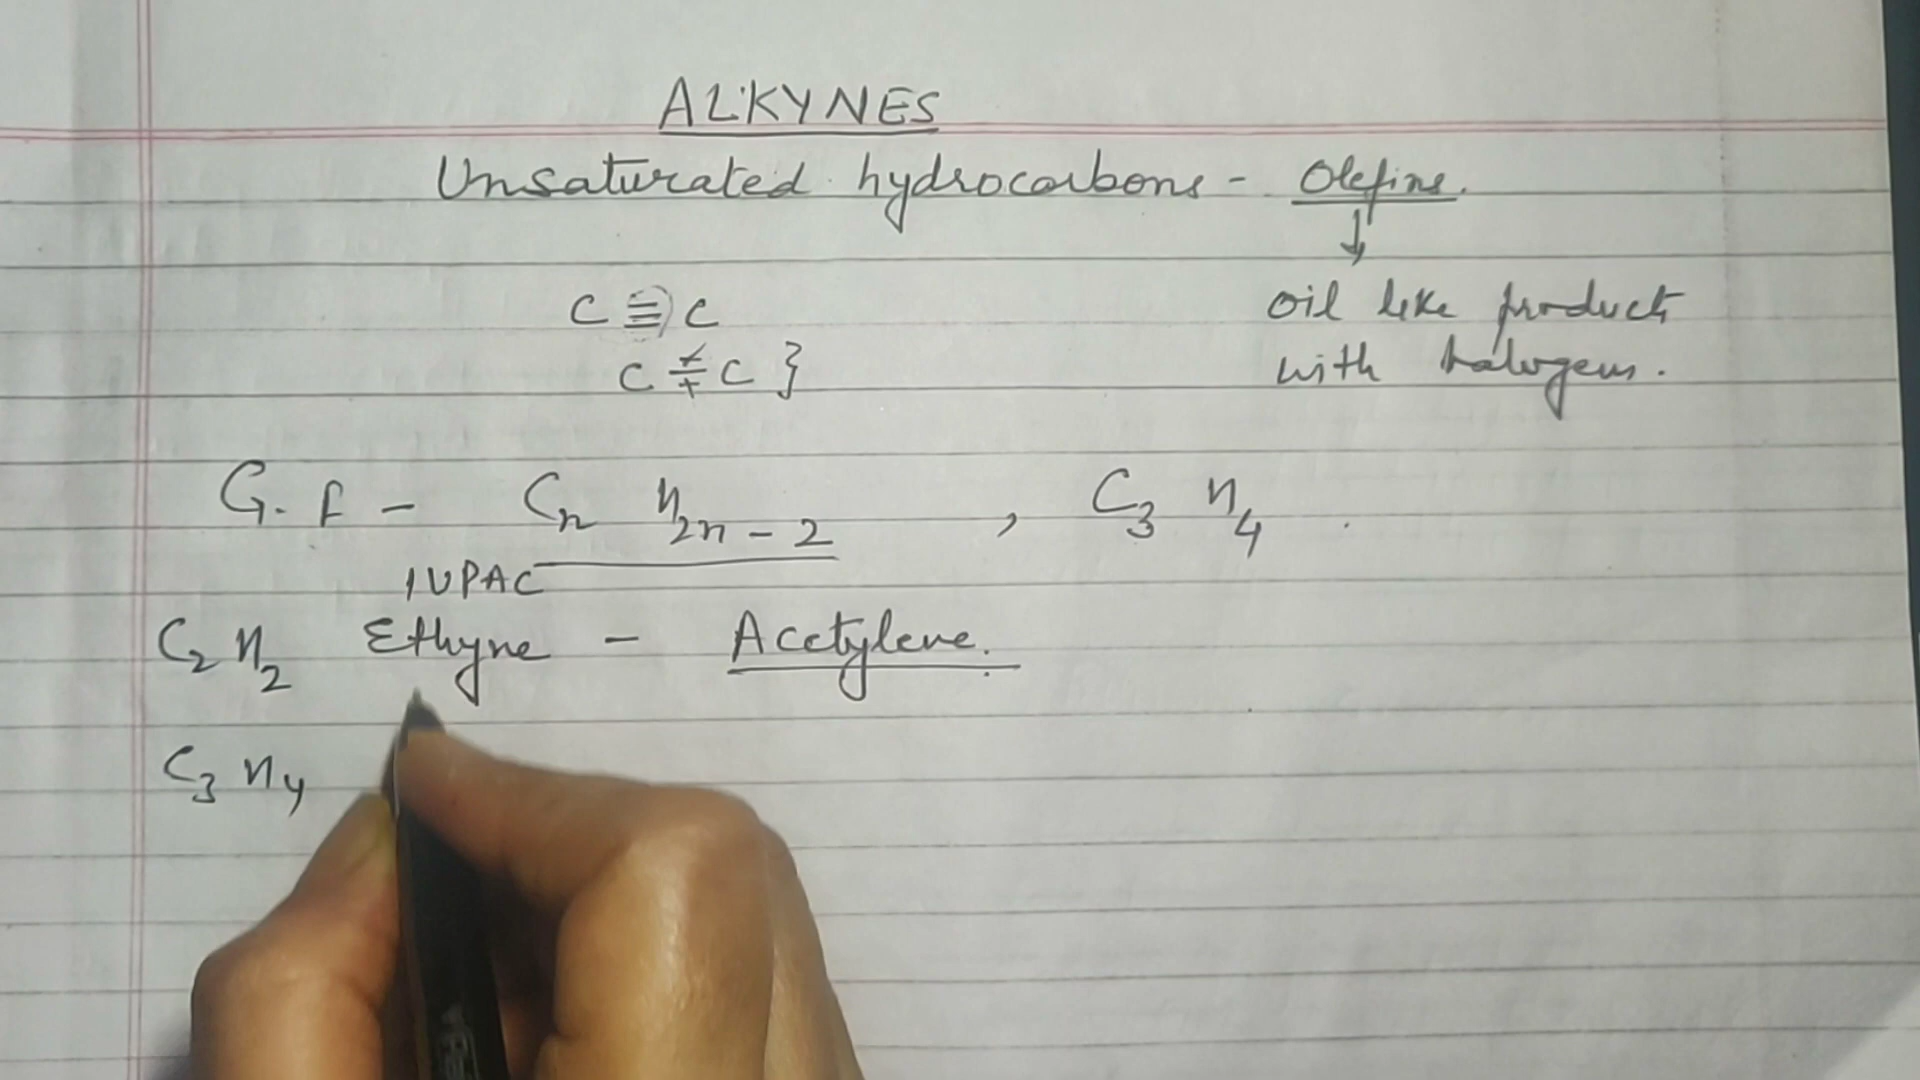 ALKYNES
Unsaturated hydrocarbons - Olefins.
↓
C ≡ C
oil like product
C = C }
with halogens.
G.f - CnH2n-2 , C3H4
IUPAC
C2H2 Ethyne - Acetylene.
C3H4